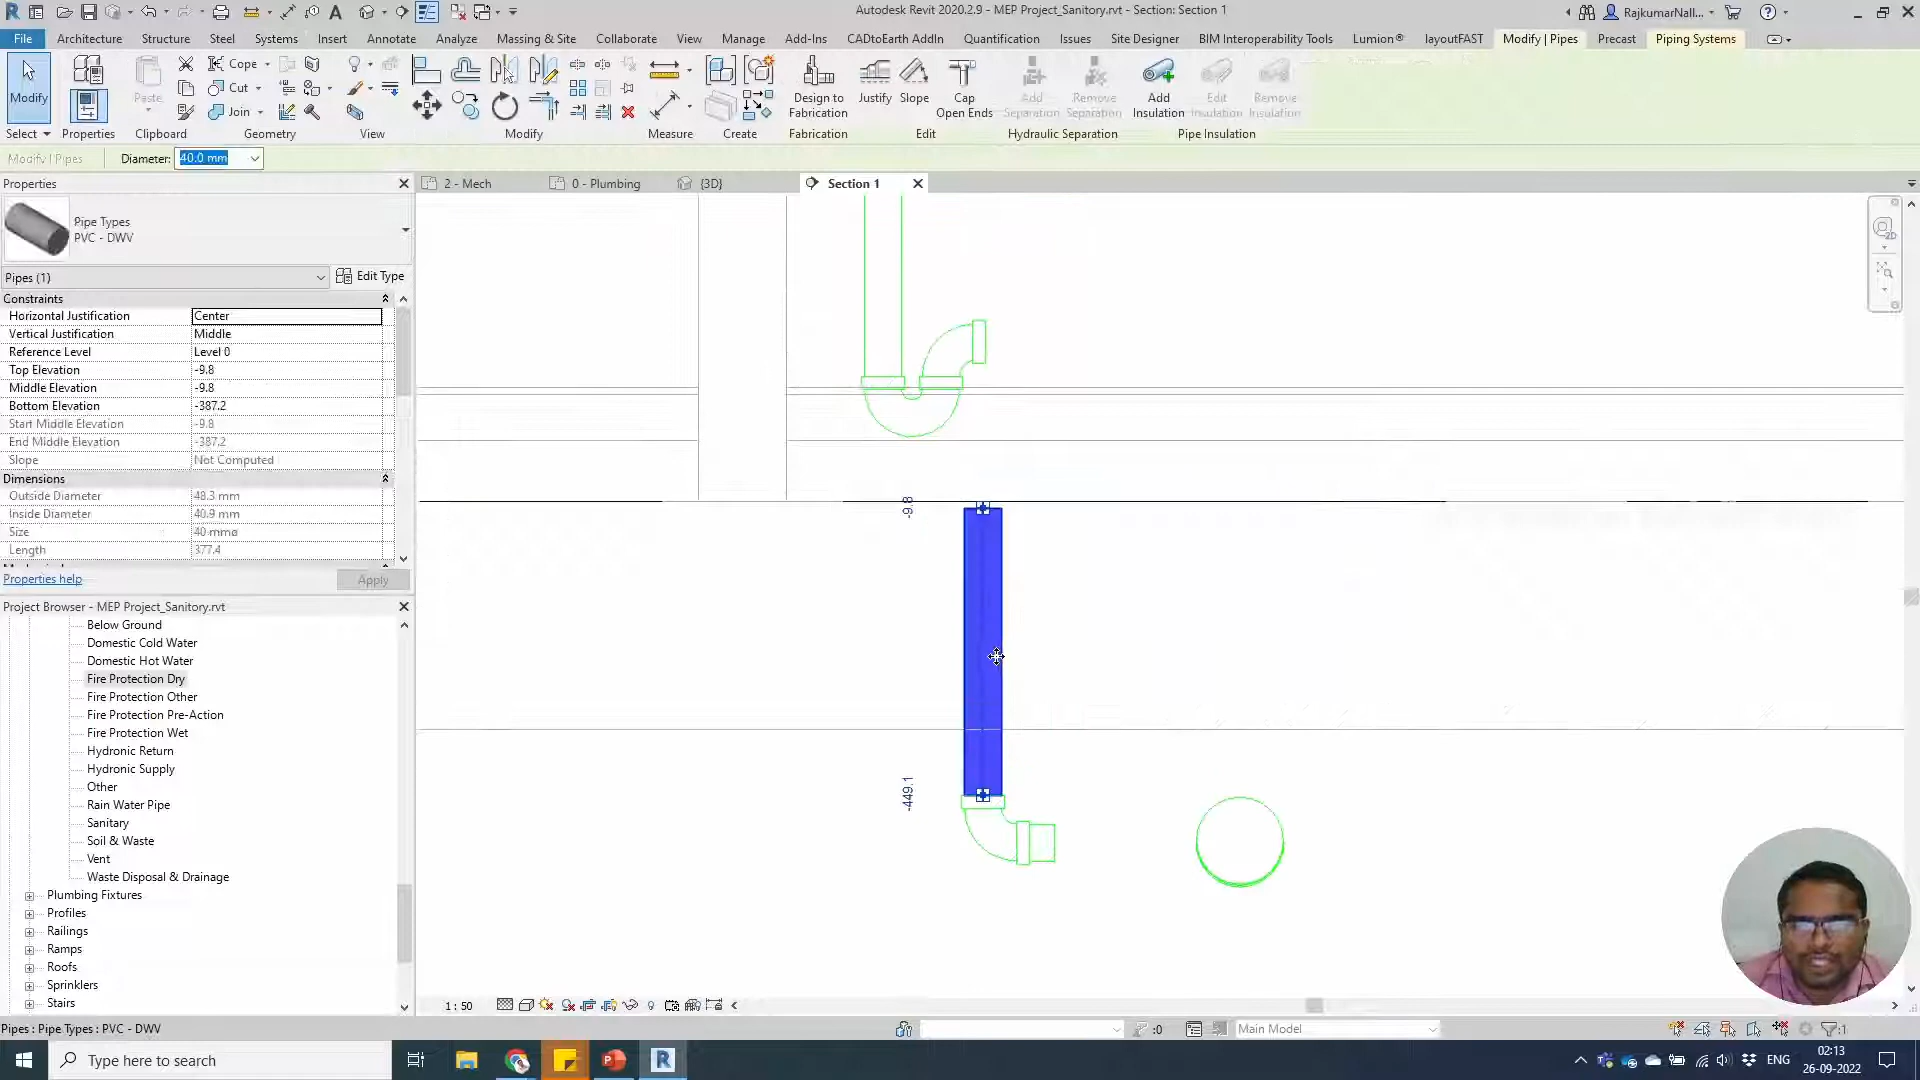 Autodesk Revit 2020.2.9 - MEP Project_Sanitory.rvt - Section: Section 1
RajkumarNall...
File Architecture Structure Steel Systems Insert Annotate Analyze Massing & Site Collaborate View Manage Add-Ins CADtoEarth AddIn Quantification Issues Site Designer BIM Interoperability Tools Lumion® layoutFAST Modify | Pipes Precast Piping Systems
Modify
Paste
Cope
Cut
Join
Design to
Fabrication
Justify
Slope
Cap
Open Ends
Add
Separation
Remove
Separation
Add
Insulation
Edit
Insulation
Remove
Insulation
Select Properties Clipboard Geometry View Modify Measure Create Fabrication Edit Hydraulic Separation Pipe Insulation
Modify | Pipes Diameter: 40.0 mm
Properties
2 - Mech 0 - Plumbing {3D} Section 1
Pipe Types
PVC - DWV
Pipes (1) Edit Type
Constraints
Horizontal Justification Center
Vertical Justification Middle
Reference Level Level 0
Top Elevation -9.8
Middle Elevation -9.8
Bottom Elevation -387.2
Start Middle Elevation -9.8
End Middle Elevation -387.2
Slope Not Computed
Dimensions
Outside Diameter 48.3 mm
Inside Diameter 40.9 mm
Size 40 mmø
Length 377.4
Properties help Apply
-9.8
-449.1
Project Browser - MEP Project_Sanitory.rvt
Below Ground
Domestic Cold Water
Domestic Hot Water
Fire Protection Dry
Fire Protection Other
Fire Protection Pre-Action
Fire Protection Wet
Hydronic Return
Hydronic Supply
Other
Rain Water Pipe
Sanitary
Soil & Waste
Vent
Waste Disposal & Drainage
Plumbing Fixtures
Profiles
Railings
Ramps
Roofs
Sprinklers
Stairs
1 : 50
Pipes : Pipe Types : PVC - DWV
:0
Main Model
:1
Type here to search
ENG
02:13
26-09-2022